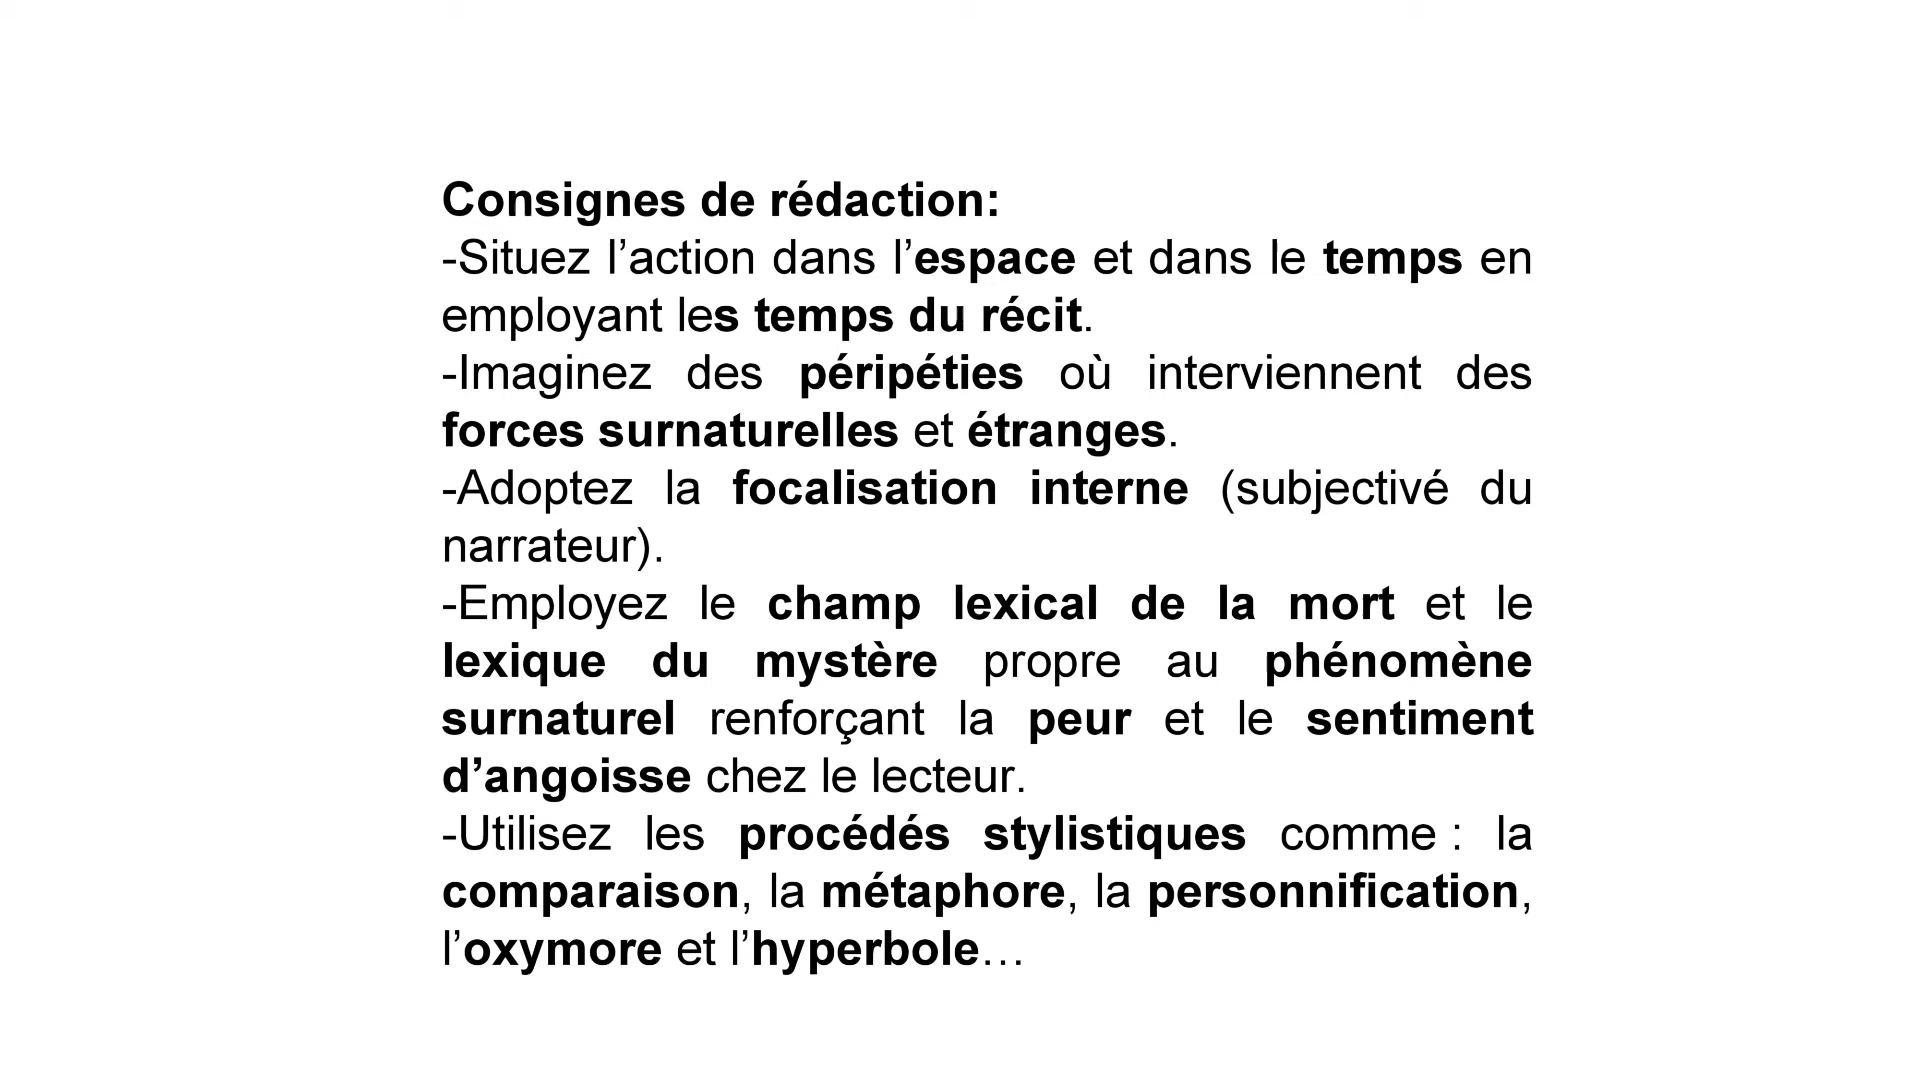 Consignes de rédaction:
-Situez l’action dans l’espace et dans le temps en
employant les temps du récit.
-Imaginez des péripéties où interviennent des
forces surnaturelles et étranges.
-Adoptez la focalisation interne (subjectivé du
narrateur).
-Employez le champ lexical de la mort et le
lexique du mystère propre au phénomène
surnaturel renforçant la peur et le sentiment
d’angoisse chez le lecteur.
-Utilisez les procédés stylistiques comme : la
comparaison, la métaphore, la personnification,
l’oxymore et l’hyperbole…